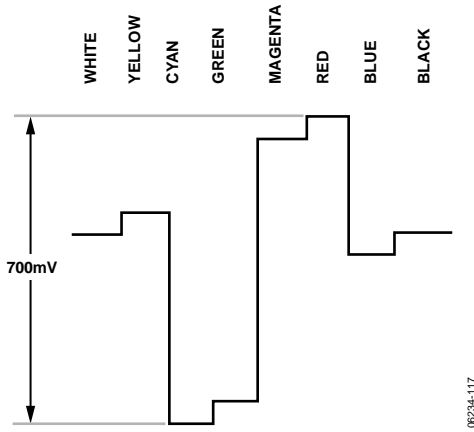 WHITE
YELLOW
CYAN
GREEN
MAGENTA
RED
BLUE
BLACK
700mV
06234-117